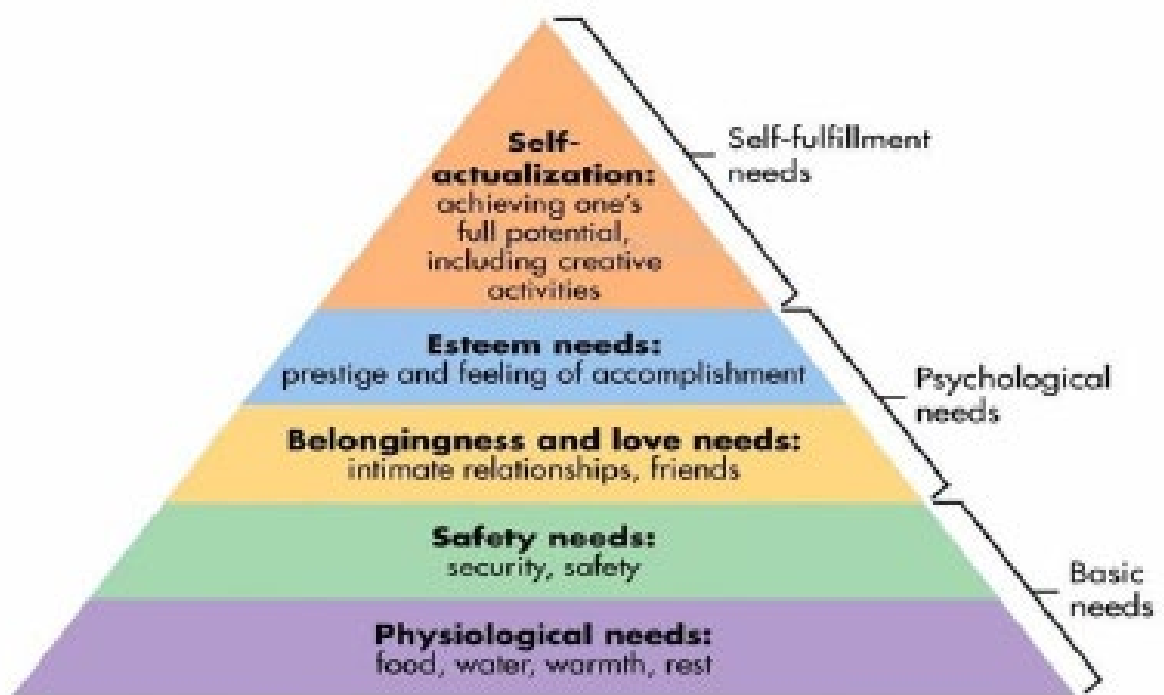 Self-
actualization:
achieving one's
full potential,
including creative
activities
Self-fulfillment
needs
Esteem needs:
prestige and feeling of accomplishment
Psychological
needs
Belongingness and love needs:
intimate relationships, friends
Safety needs:
security, safety
Basic
needs
Physiological needs:
food, water, warmth, rest